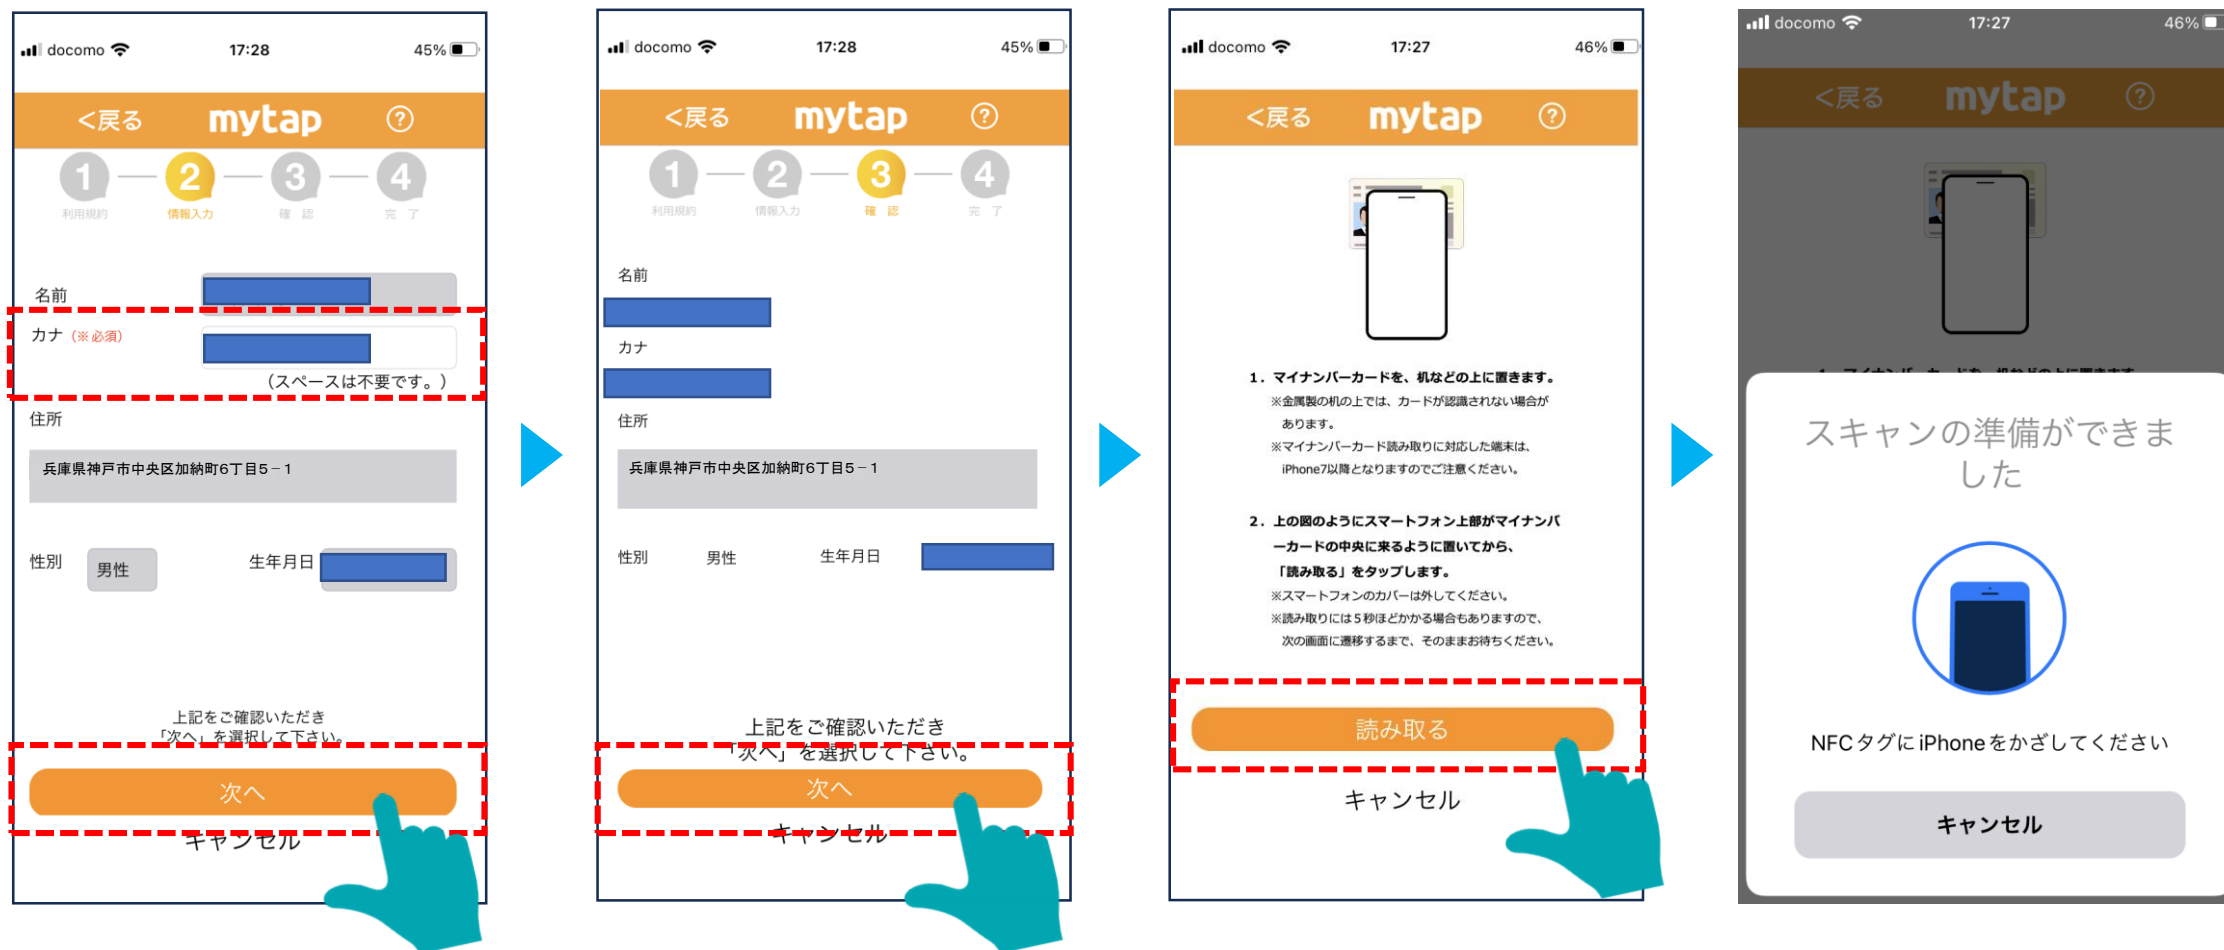 docomo 17:28 45%
<戻る mytap ?
1 2 3 4
利用規約 情報入力 確 認 完 了
名前
カナ（※必須）
（スペースは不要です。）
住所
兵庫県神戸市中央区加納町6丁目5－1
性別 男性 生年月日
上記をご確認いただき
「次へ」を選択して下さい。
次へ
キャンセル
docomo 17:28 45%
<戻る mytap ?
1 2 3 4
利用規約 情報入力 確 認 完 了
名前
カナ
住所
兵庫県神戸市中央区加納町6丁目5－1
性別 男性 生年月日
上記をご確認いただき
「次へ」を選択して下さい。
次へ
キャンセル
docomo 17:27 46%
<戻る mytap ?
1．マイナンバーカードを、机などの上に置きます。
※金属製の机の上では、カードが認識されない場合が
あります。
※マイナンバーカード読み取りに対応した端末は、
iPhone7以降となりますのでご注意ください。
2．上の図のようにスマートフォン上部がマイナンバ
ーカードの中央に来るように置いてから、
「読み取る」をタップします。
※スマートフォンのカバーは外してください。
※読み取りには５秒ほどかかる場合もありますので、
次の画面に遷移するまで、そのままお待ちください。
読み取る
キャンセル
docomo 17:27 46%
<戻る mytap ?
1．マイナンバーカードを、机などの上に置きます。
スキャンの準備ができま
した
NFCタグにiPhoneをかざしてください
キャンセル